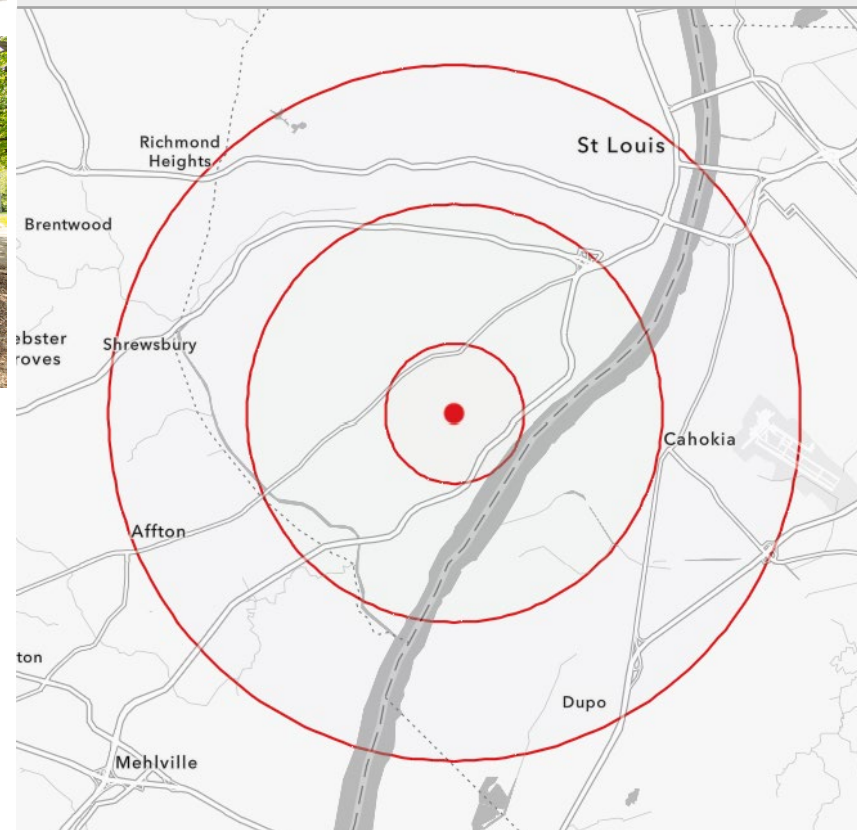 St Louis
Richmond
Heights
Brentwood
ebster
roves
Shrewsbury
Cahokia
Affton
ton
Dupo
Mehlville